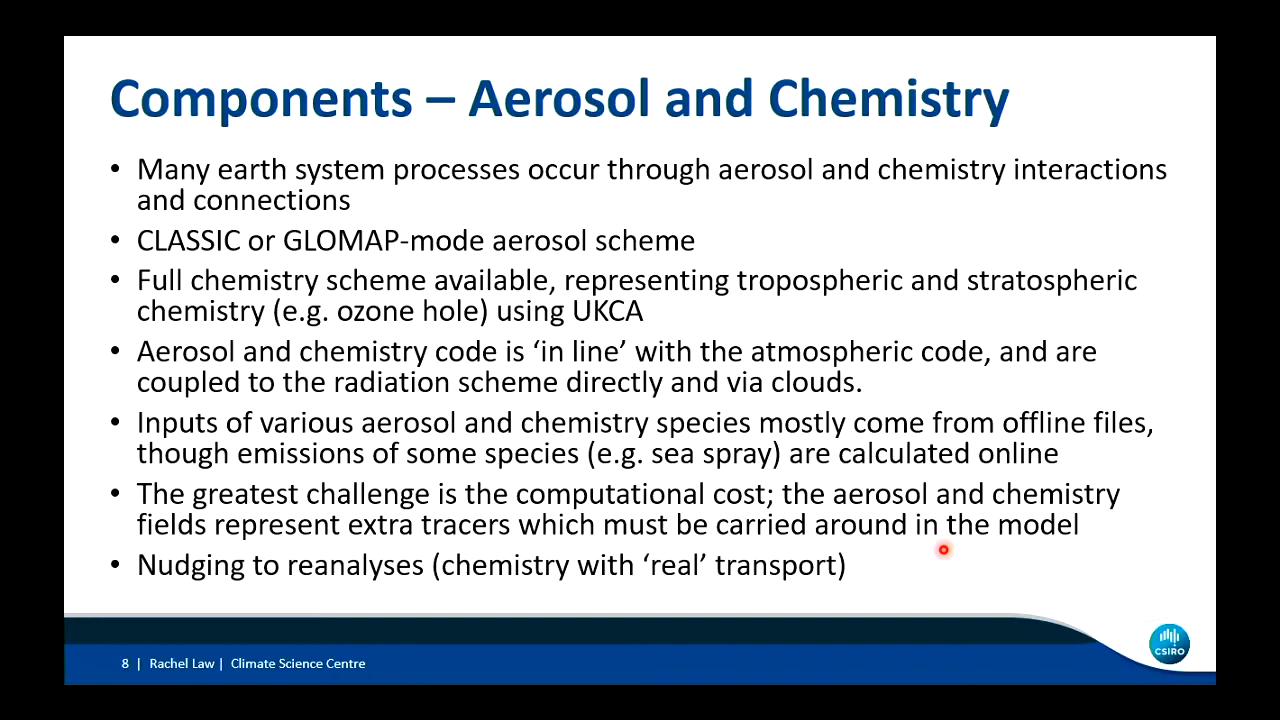 Components – Aerosol and Chemistry
• Many earth system processes occur through aerosol and chemistry interactions
and connections
• CLASSIC or GLOMAP-mode aerosol scheme
• Full chemistry scheme available, representing tropospheric and stratospheric
chemistry (e.g. ozone hole) using UKCA
• Aerosol and chemistry code is ‘in line’ with the atmospheric code, and are
coupled to the radiation scheme directly and via clouds.
• Inputs of various aerosol and chemistry species mostly come from offline files,
though emissions of some species (e.g. sea spray) are calculated online
• The greatest challenge is the computational cost; the aerosol and chemistry
fields represent extra tracers which must be carried around in the model
• Nudging to reanalyses (chemistry with ‘real’ transport)
8 | Rachel Law | Climate Science Centre
CSIRO